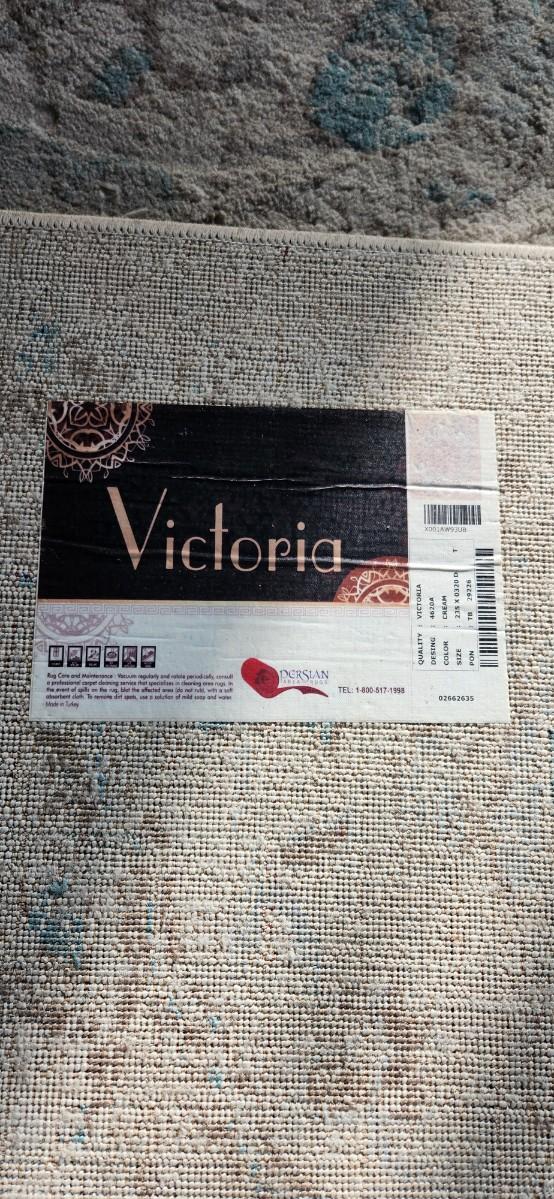 Victoria
Rug Care and Maintenance : Vacuum regularly and rotate periodically, consult
a professional carpet cleaning service that specialises in cleaning area rugs. In
the event of spills on the rug, blot the affected area (do not rub), with a soft
absorbent cloth. To remove dirt spots, use a solution of mild soap and water.
Made in Turkey
PERSIAN
AREA RUGS
TEL: 1-800-517-1998
X001AW93UB
QUALITY : VICTORIA
DESING : 4620A
COLOR : CREAM
SIZE : 235 X 0320 D T
PON TB 29226
02662635